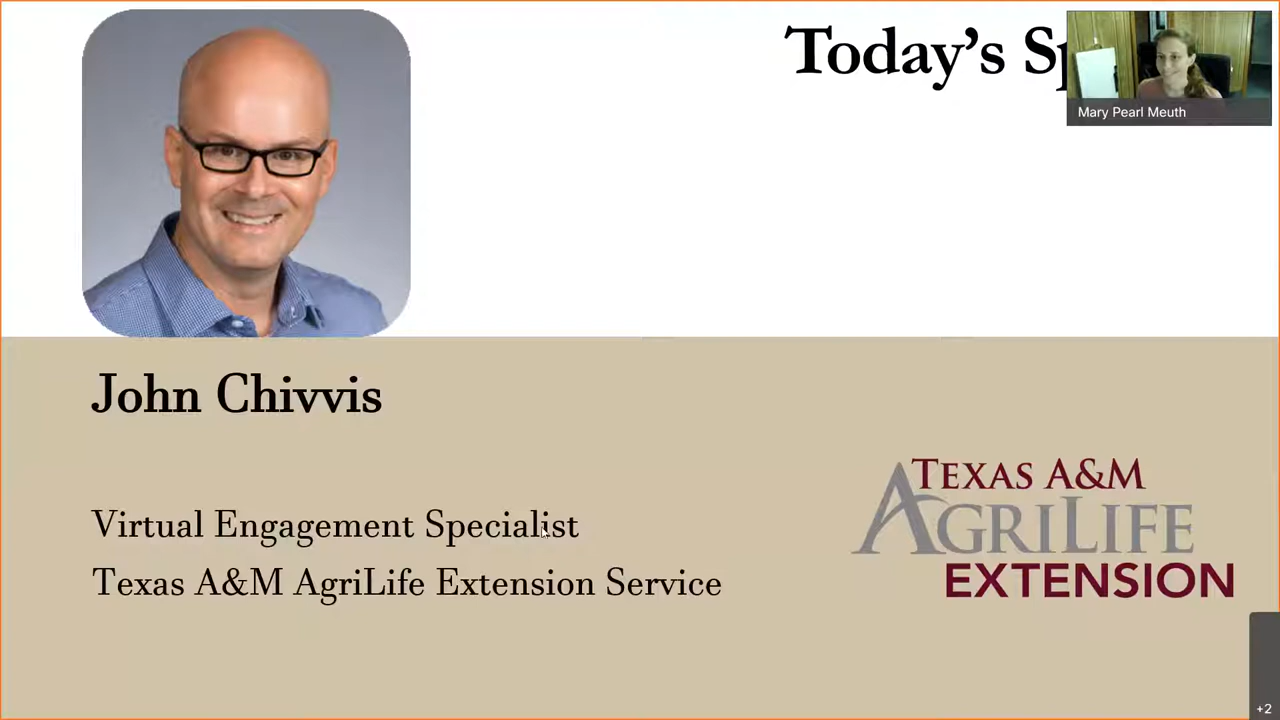 Today's Sp
Mary Pearl Meuth
John Chivvis
Virtual Engagement Specialist
Texas A&M AgriLife Extension Service
TEXAS A&M
AGRILIFE
EXTENSION
+2